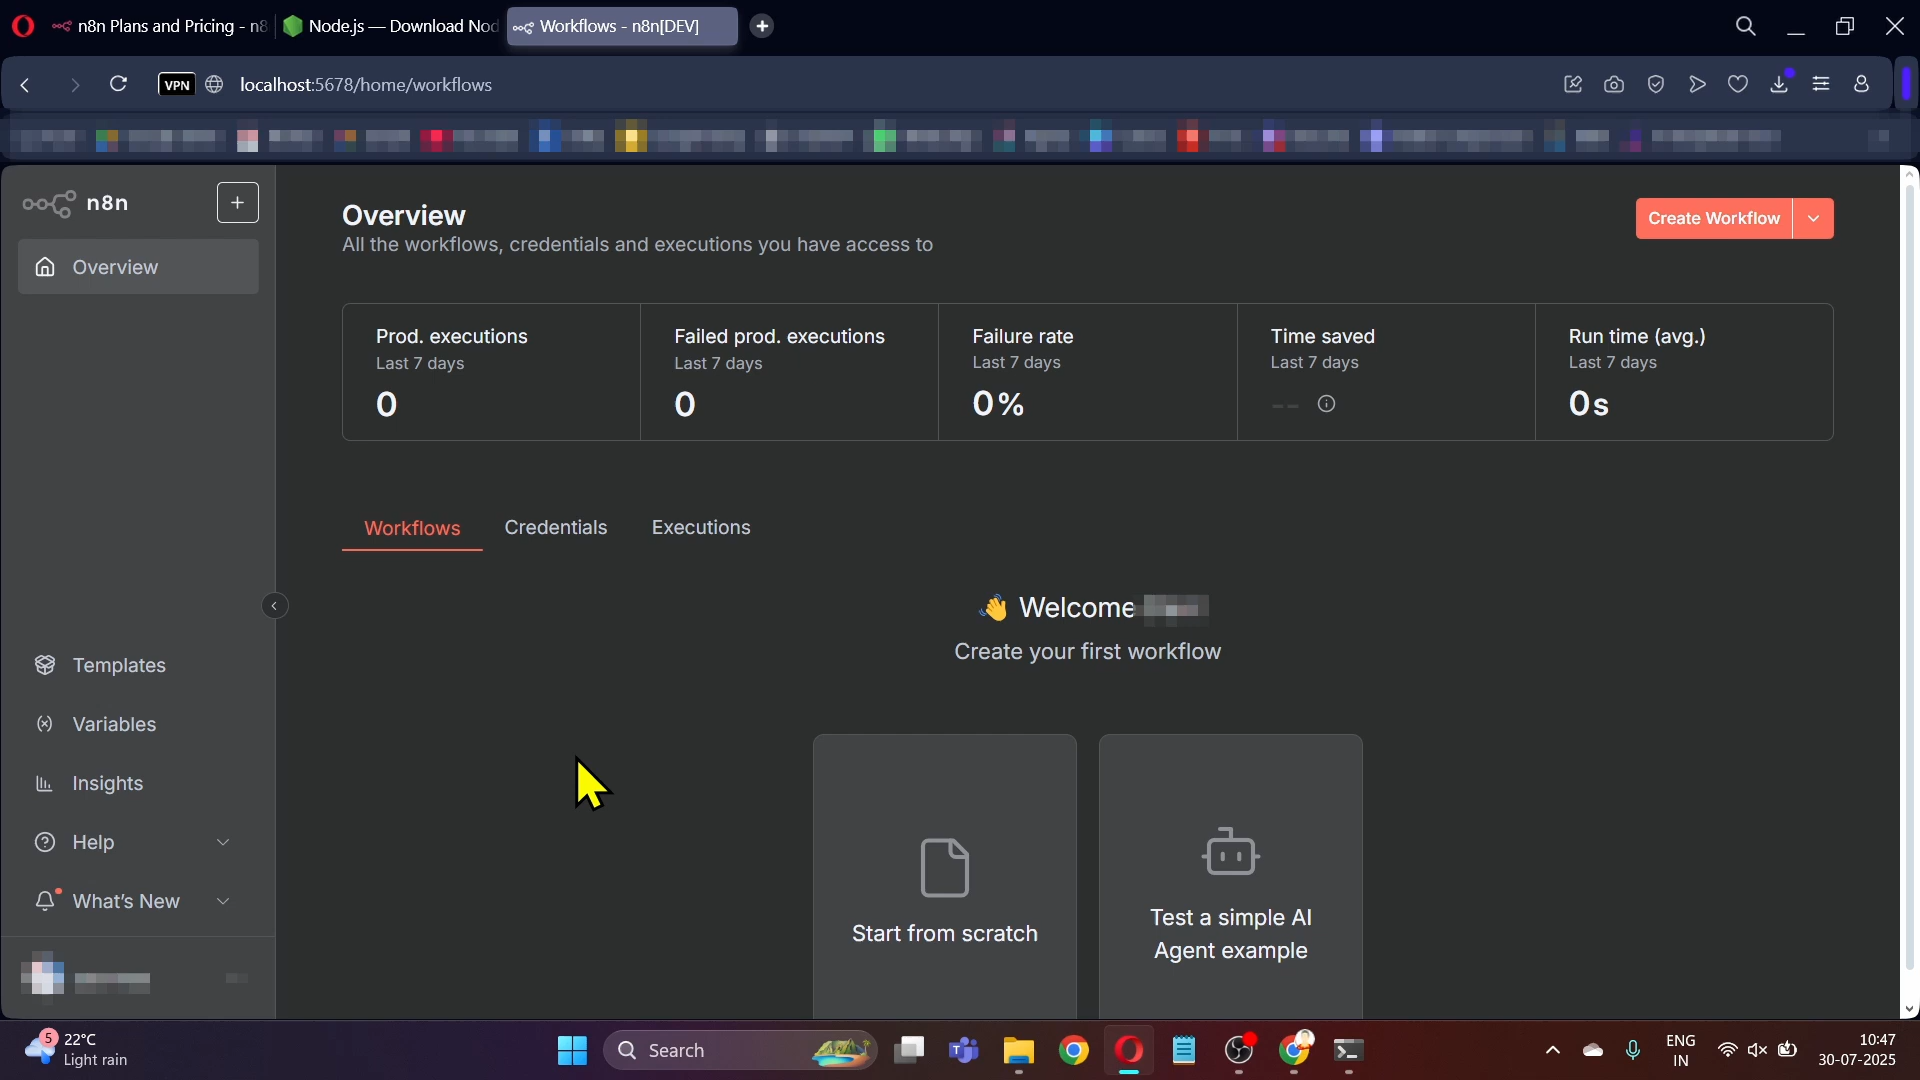 n8n Plans and Pricing - n8
Node.js — Download Nod
Workflows - n8n[DEV]
VPN
localhost:5678/home/workflows
n8n
Overview
Templates
Variables
Insights
Help
What's New
Overview
All the workflows, credentials and executions you have access to
Create Workflow
Prod. executions
Last 7 days
0
Failed prod. executions
Last 7 days
0
Failure rate
Last 7 days
0%
Time saved
Last 7 days
--
Run time (avg.)
Last 7 days
0s
Workflows
Credentials
Executions
👋 Welcome
Create your first workflow
Start from scratch
Test a simple AI
Agent example
5
22°C
Light rain
Search
ENG
IN
10:47
30-07-2025